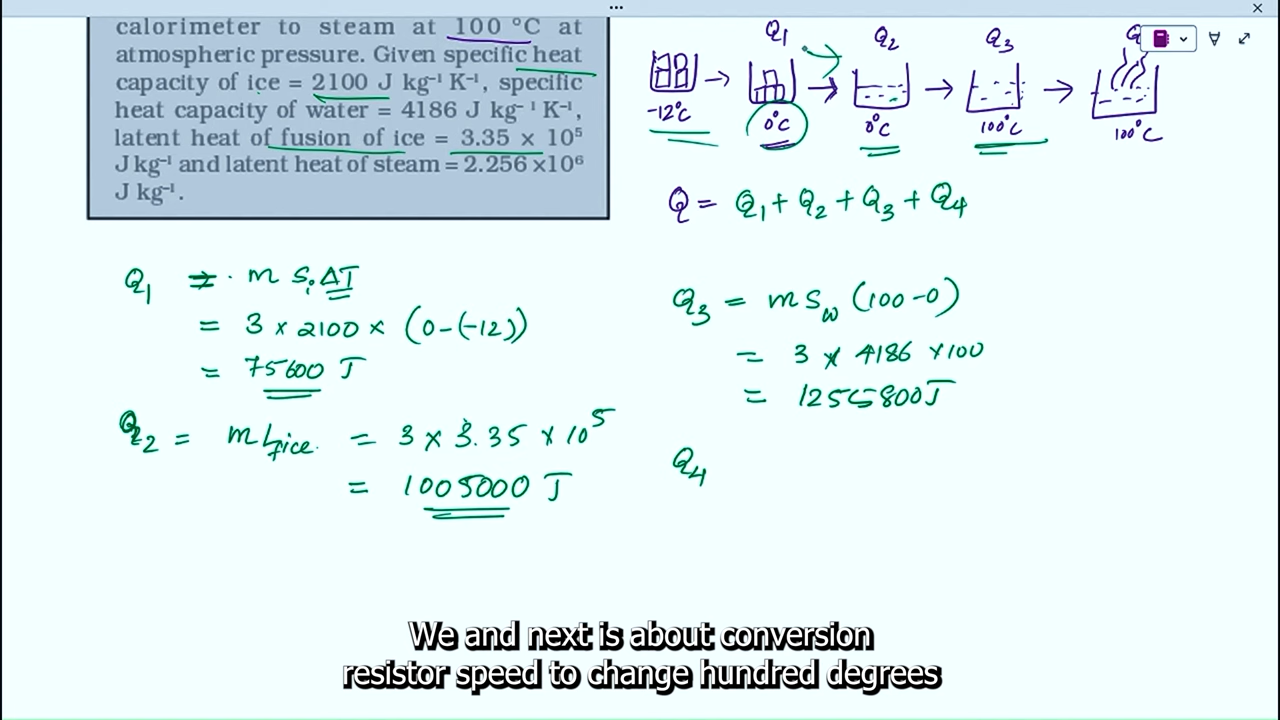 calorimeter to steam at 100 °C at
atmospheric pressure. Given specific heat
capacity of ice = 2100 J kg⁻¹ K⁻¹, specific
heat capacity of water = 4186 J kg⁻¹ K⁻¹,
latent heat of fusion of ice = 3.35 × 10⁵
J kg⁻¹ and latent heat of steam = 2.256 ×10⁶
J kg⁻¹.
Q₁ Q₂ Q₃
-12°C 0°C 0°C 100°C 100°C
Q = Q₁ + Q₂ + Q₃ + Q₄
Q₁ = m Sᵢ ΔT
= 3 × 2100 × (0-(-12))
= 75600 J
Q₂ = m Lf ice = 3 × 3.35 × 10⁵
= 1005000 J
Q₃ = m Sw (100-0)
= 3 × 4186 × 100
= 1255800 J
Q₄
We and next is about conversion
resistor speed to change hundred degrees